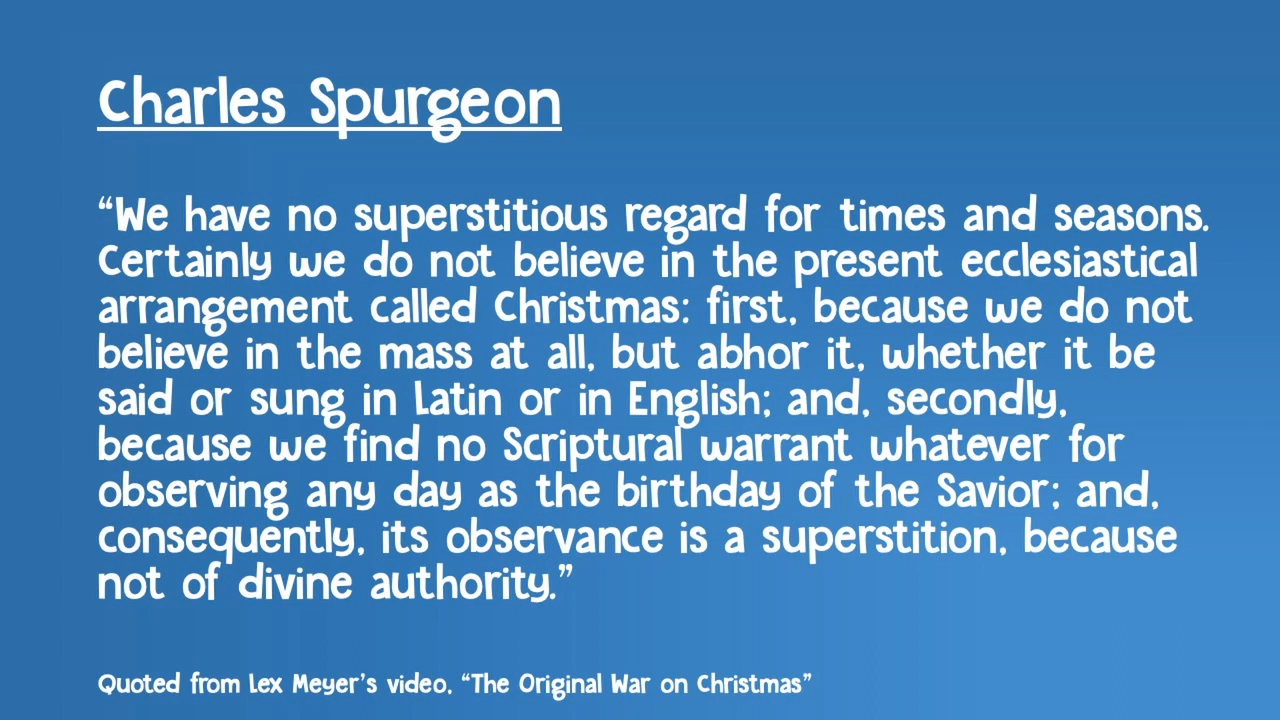 Charles Spurgeon
“We have no superstitious regard for times and seasons.
Certainly we do not believe in the present ecclesiastical
arrangement called Christmas: first, because we do not
believe in the mass at all, but abhor it, whether it be
said or sung in Latin or in English; and, secondly,
because we find no Scriptural warrant whatever for
observing any day as the birthday of the Savior; and,
consequently, its observance is a superstition, because
not of divine authority.”
Quoted from Lex Meyer’s video, “The Original War on Christmas”